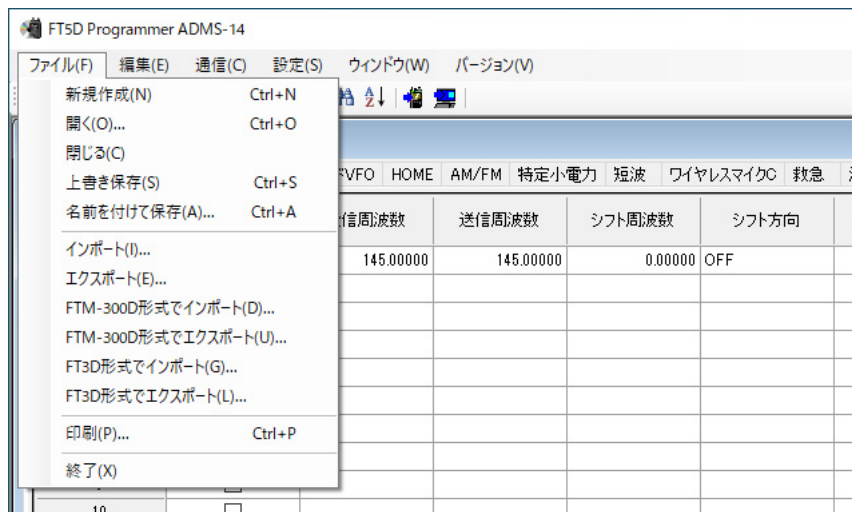 FT5D Programmer ADMS-14
ファイル(F) 編集(E) 通信(C) 設定(S) ウィンドウ(W) バージョン(V)
新規作成(N) Ctrl+N
開く(O)... Ctrl+O
閉じる(C)
上書き保存(S) Ctrl+S
名前を付けて保存(A)... Ctrl+A
インポート(I)...
エクスポート(E)...
FTM-300D形式でインポート(D)...
FTM-300D形式でエクスポート(U)...
FT3D形式でインポート(G)...
FT3D形式でエクスポート(L)...
印刷(P)... Ctrl+P
終了(X)
VFO HOME AM/FM 特定小電力 短波 ワイヤレスマイクC 救急
信周波数 送信周波数 シフト周波数 シフト方向
145.00000 145.00000 0.00000 OFF
10